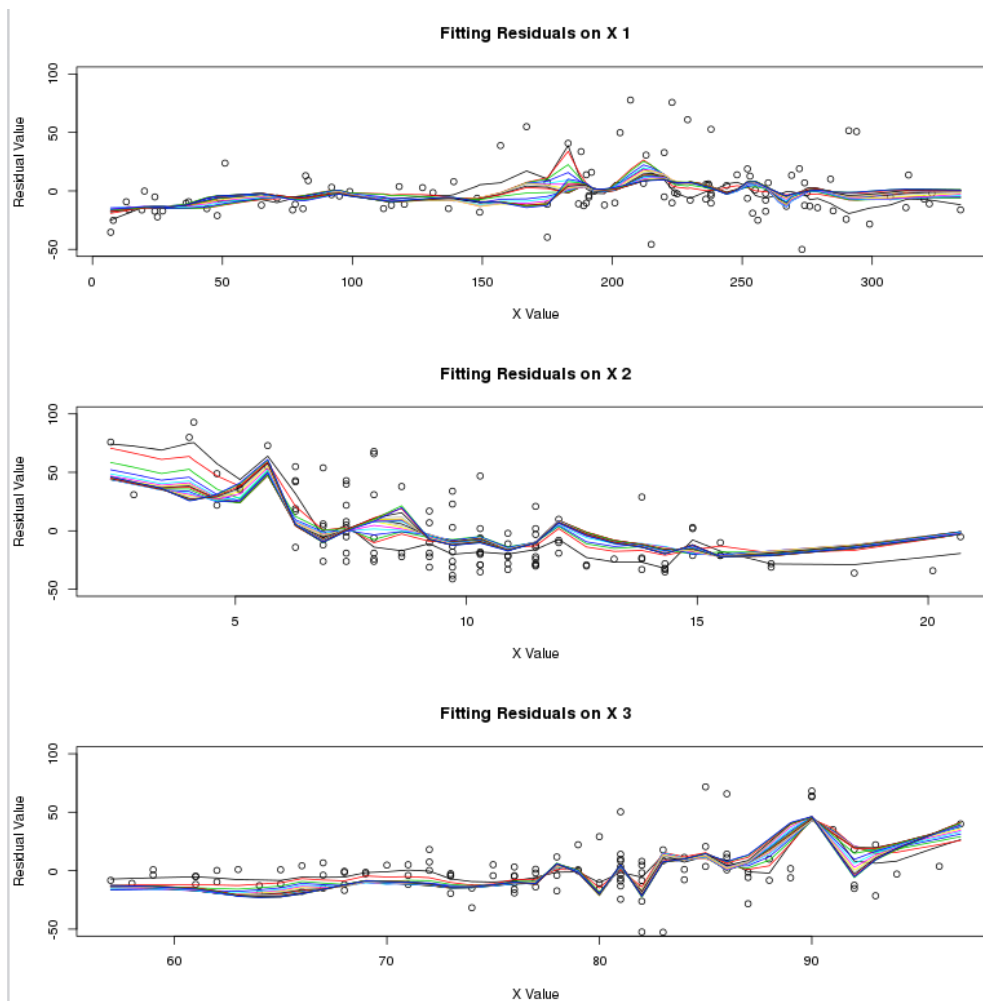 Fitting Residuals on X 1
Residual Value
100
50
0
-50
0 50 100 150 200 250 300
X Value
Fitting Residuals on X 2
Residual Value
100
50
0
-50
5 10 15 20
X Value
Fitting Residuals on X 3
Residual Value
100
50
0
-50
60 70 80 90
X Value